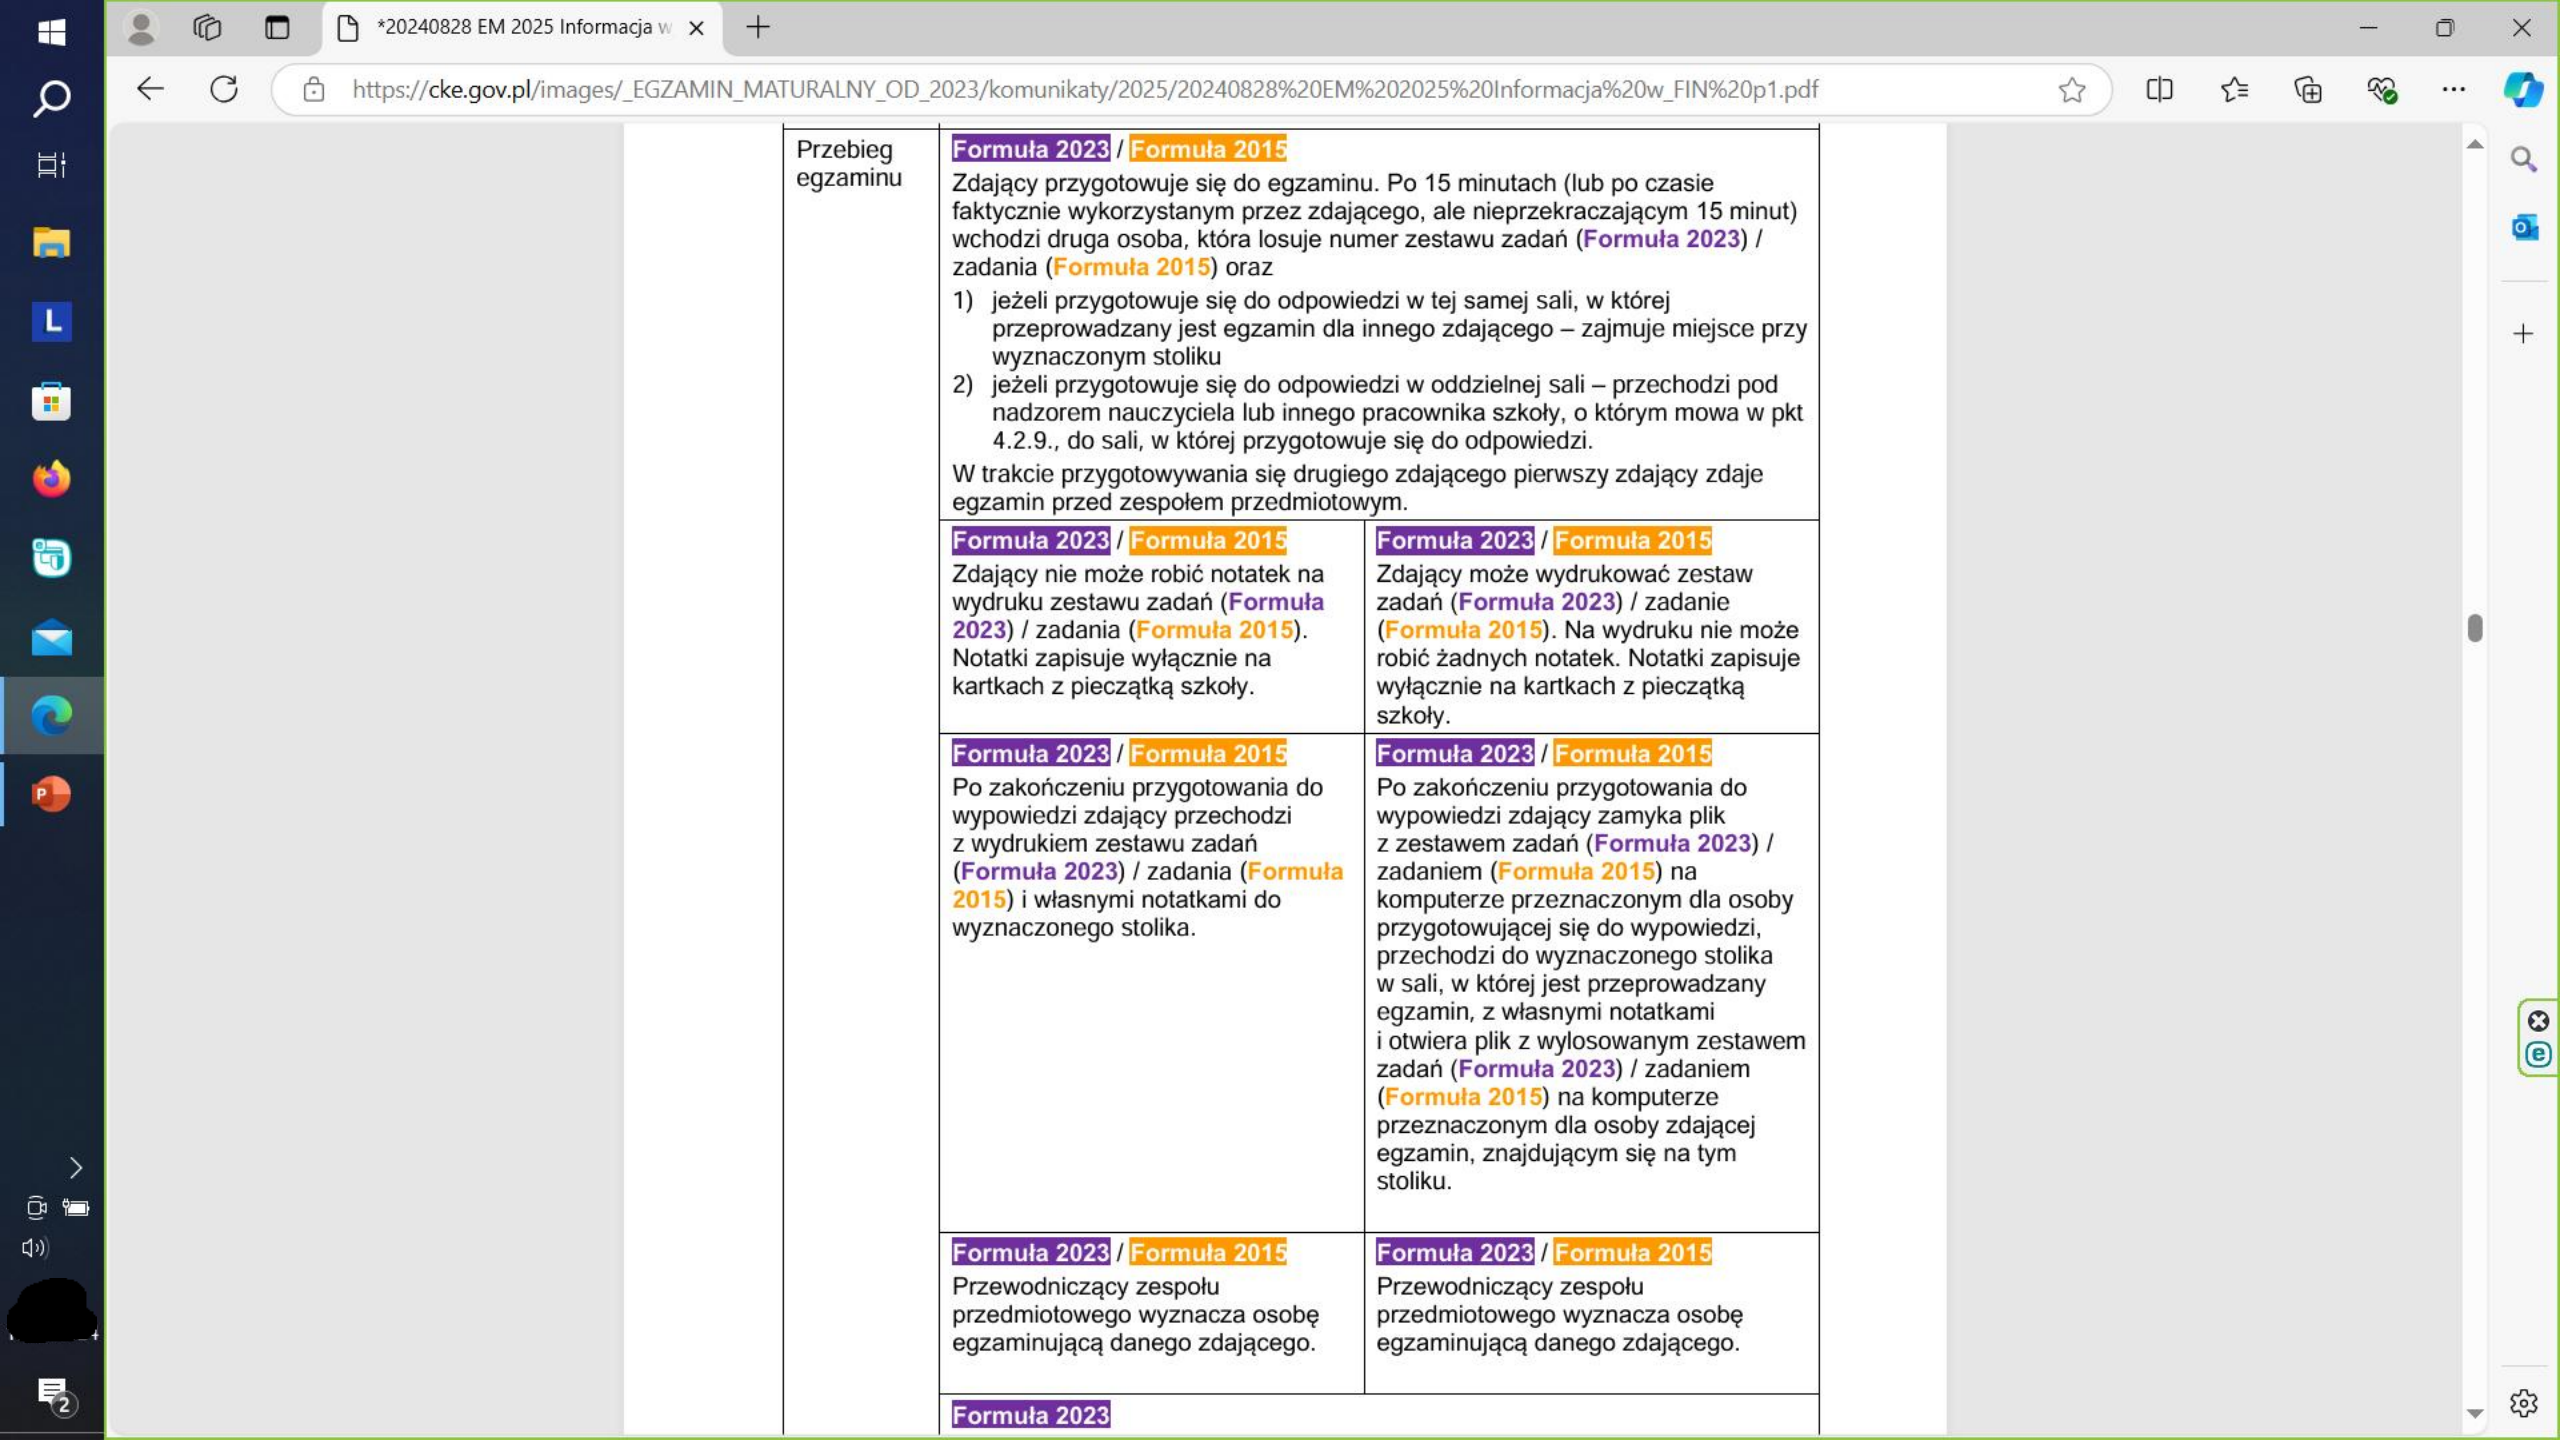 *20240828 EM 2025 Informacja w
https://cke.gov.pl/images/_EGZAMIN_MATURALNY_OD_2023/komunikaty/2025/20240828%20EM%202025%20Informacja%20w_FIN%20p1.pdf
Przebieg
egzaminu
Formuła 2023 / Formuła 2015
Zdający przygotowuje się do egzaminu. Po 15 minutach (lub po czasie
faktycznie wykorzystanym przez zdającego, ale nieprzekraczającym 15 minut)
wchodzi druga osoba, która losuje numer zestawu zadań (Formuła 2023) /
zadania (Formuła 2015) oraz
1) jeżeli przygotowuje się do odpowiedzi w tej samej sali, w której
przeprowadzany jest egzamin dla innego zdającego – zajmuje miejsce przy
wyznaczonym stoliku
2) jeżeli przygotowuje się do odpowiedzi w oddzielnej sali – przechodzi pod
nadzorem nauczyciela lub innego pracownika szkoły, o którym mowa w pkt
4.2.9., do sali, w której przygotowuje się do odpowiedzi.
W trakcie przygotowywania się drugiego zdającego pierwszy zdający zdaje
egzamin przed zespołem przedmiotowym.
Formuła 2023 / Formuła 2015
Zdający nie może robić notatek na
wydruku zestawu zadań (Formuła
2023) / zadania (Formuła 2015).
Notatki zapisuje wyłącznie na
kartkach z pieczątką szkoły.
Formuła 2023 / Formuła 2015
Zdający może wydrukować zestaw
zadań (Formuła 2023) / zadanie
(Formuła 2015). Na wydruku nie może
robić żadnych notatek. Notatki zapisuje
wyłącznie na kartkach z pieczątką
szkoły.
Formuła 2023 / Formuła 2015
Po zakończeniu przygotowania do
wypowiedzi zdający przechodzi
z wydrukiem zestawu zadań
(Formuła 2023) / zadania (Formuła
2015) i własnymi notatkami do
wyznaczonego stolika.
Formuła 2023 / Formuła 2015
Po zakończeniu przygotowania do
wypowiedzi zdający zamyka plik
z zestawem zadań (Formuła 2023) /
zadaniem (Formuła 2015) na
komputerze przeznaczonym dla osoby
przygotowującej się do wypowiedzi,
przechodzi do wyznaczonego stolika
w sali, w której jest przeprowadzany
egzamin, z własnymi notatkami
i otwiera plik z wylosowanym zestawem
zadań (Formuła 2023) / zadaniem
(Formuła 2015) na komputerze
przeznaczonym dla osoby zdającej
egzamin, znajdującym się na tym
stoliku.
Formuła 2023 / Formuła 2015
Przewodniczący zespołu
przedmiotowego wyznacza osobę
egzaminującą danego zdającego.
Formuła 2023 / Formuła 2015
Przewodniczący zespołu
przedmiotowego wyznacza osobę
egzaminującą danego zdającego.
Formuła 2023
L
P
2